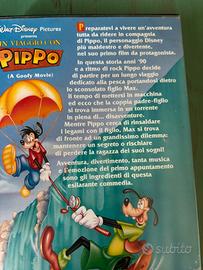 WALT DISNEY Pictures
presenta
IN VIAGGIO CON
PIPPO
(A Goofy Movie)
Preparatevi a vivere un'avventura
tutta da ridere in compagnia
di Pippo, il personaggio Disney
più maldestro e divertente,
nel suo primo film da protagonista.
In questa storia anni '90
a ritmo di rock Pippo decide
di partire per un lungo viaggio
dedicato alla pesca portandosi dietro
lo sconsolato figlio Max.
Il tempo di mettersi in macchina
ed ecco che la coppia padre-figlio
si trova immersa in un torrente
in piena di... disavventure.
Mentre Pippo cerca di rinsaldare
i legami con il figlio, Max si trova
di fronte ad un grandissimo dilemma:
mantenere un segreto o rischiare
di perdere la ragazza dei suoi sogni!
Avventura, divertimento, tanta musica
e l'emozione del primo appuntamento
sono gli ingredienti di questa
esilarante commedia.
subito